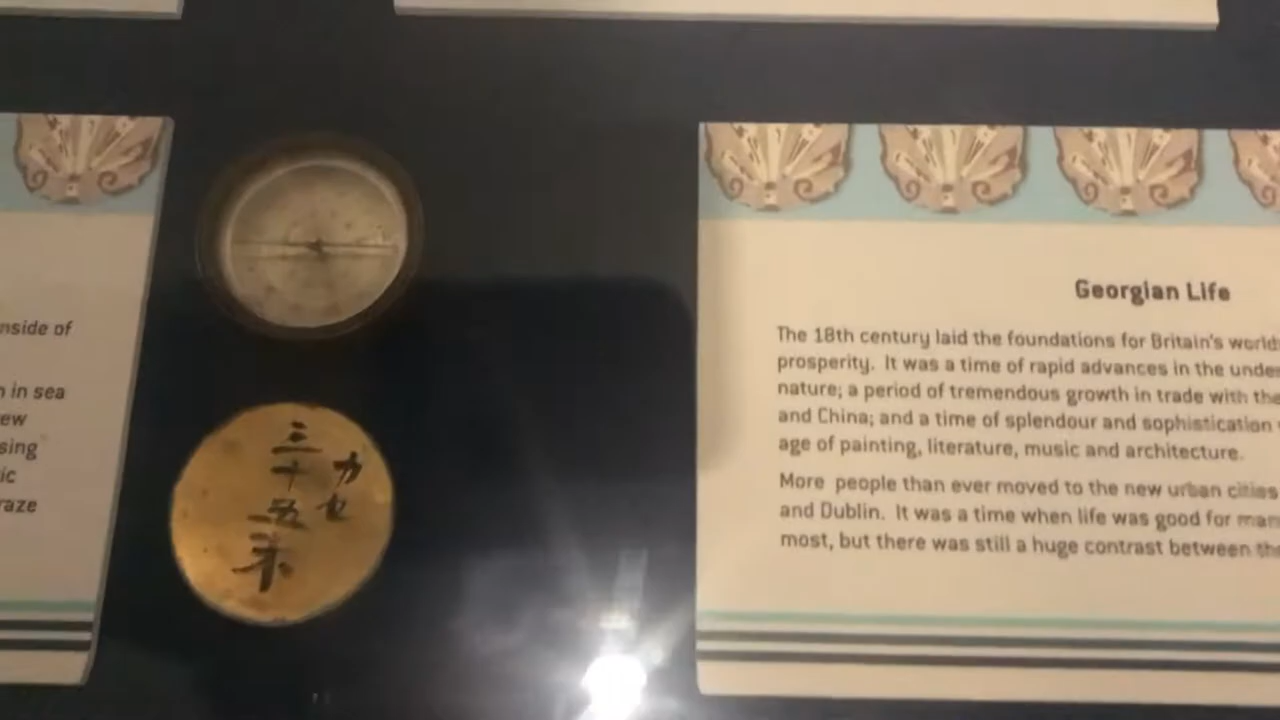 nside of
n in sea
ew
sing
ic
raze
三十五
Georgian Life
The 18th century laid the foundations for Britain's world
prosperity. It was a time of rapid advances in the unde
nature; a period of tremendous growth in trade with the
and China; and a time of splendour and sophistication
age of painting, literature, music and architecture.
More people than ever moved to the new urban cities
and Dublin. It was a time when life was good for man
most, but there was still a huge contrast between the